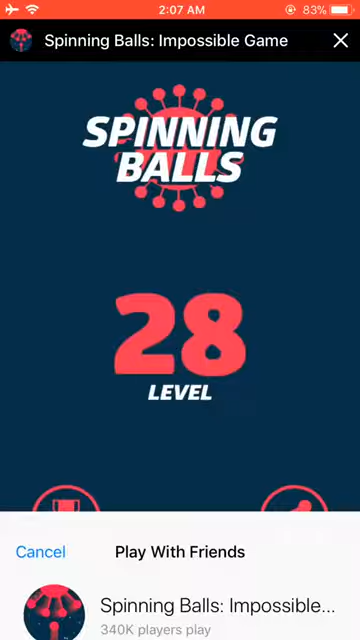 2:07 AM
83%
Spinning Balls: Impossible Game
SPINNING
BALLS
28
LEVEL
Cancel
Play With Friends
Spinning Balls: Impossible...
340K players play